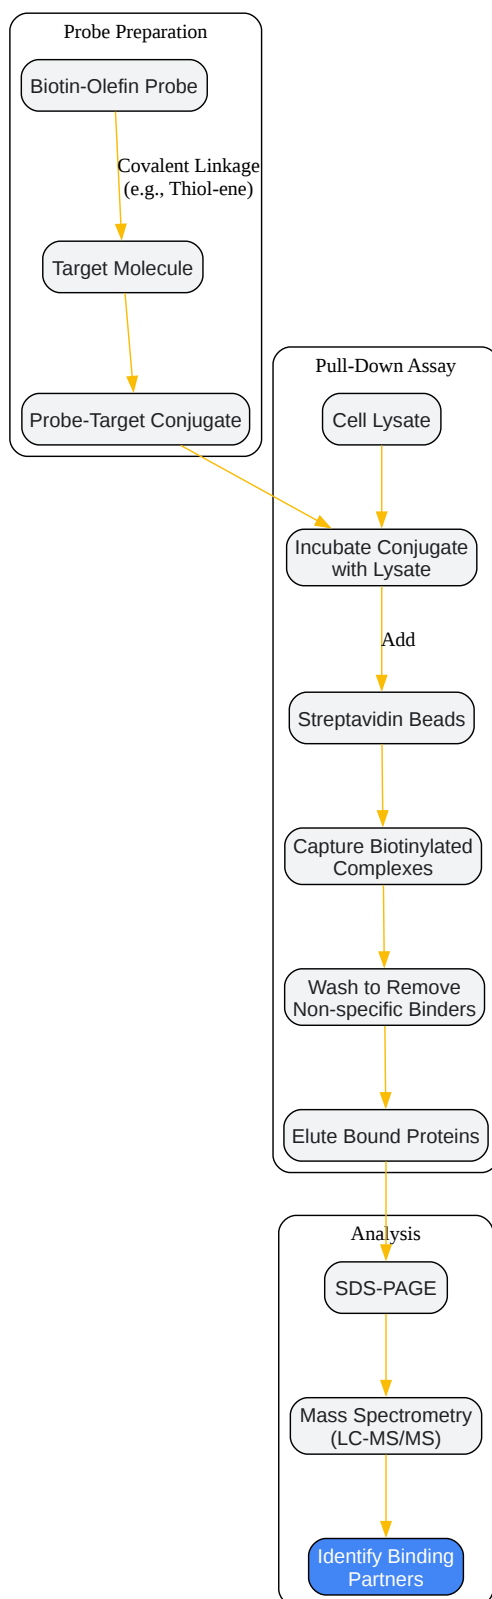 Probe Preparation
Biotin-Olefin Probe
Covalent Linkage
(e.g., Thiol-ene)
Target Molecule
Probe-Target Conjugate
Pull-Down Assay
Cell Lysate
Incubate Conjugate
with Lysate
Add
Streptavidin Beads
Capture Biotinylated
Complexes
Wash to Remove
Non-specific Binders
Elute Bound Proteins
Analysis
SDS-PAGE
Mass Spectrometry
(LC-MS/MS)
Identify Binding
Partners